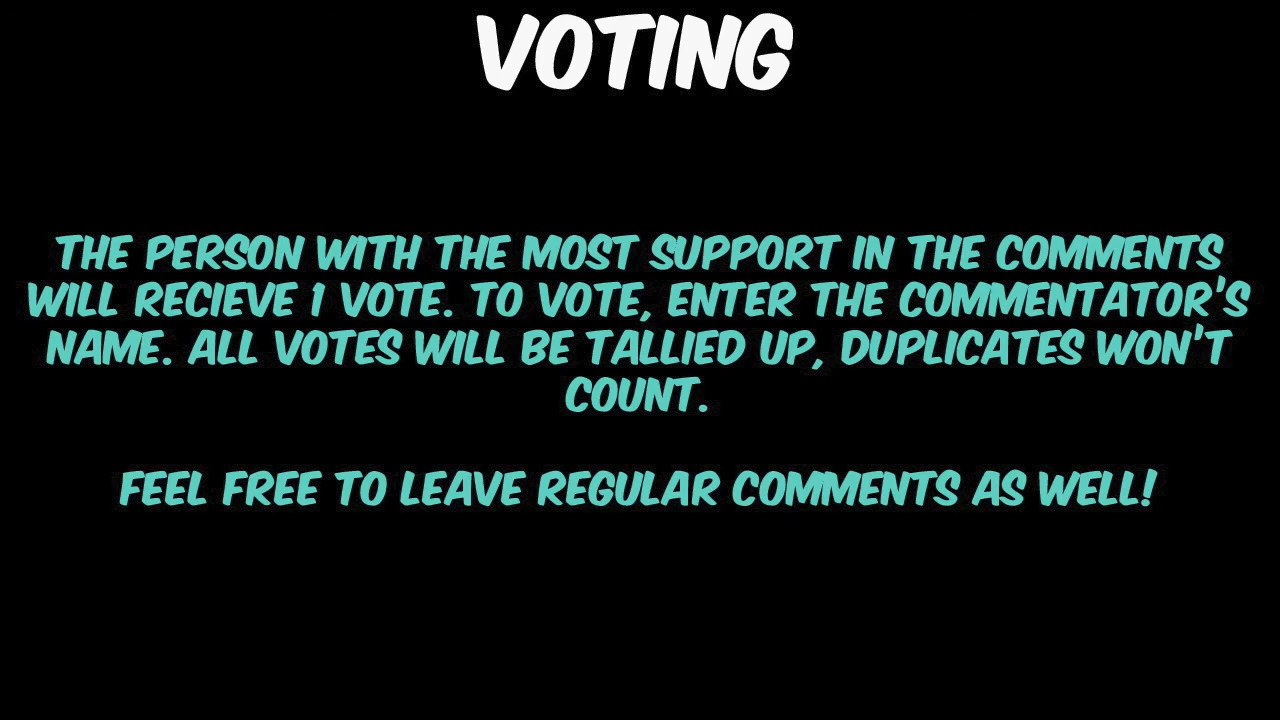 VOTING
THE PERSON WITH THE MOST SUPPORT IN THE COMMENTS
WILL RECIEVE 1 VOTE. TO VOTE, ENTER THE COMMENTATOR'S
NAME. ALL VOTES WILL BE TALLIED UP, DUPLICATES WON'T
COUNT.
FEEL FREE TO LEAVE REGULAR COMMENTS AS WELL!